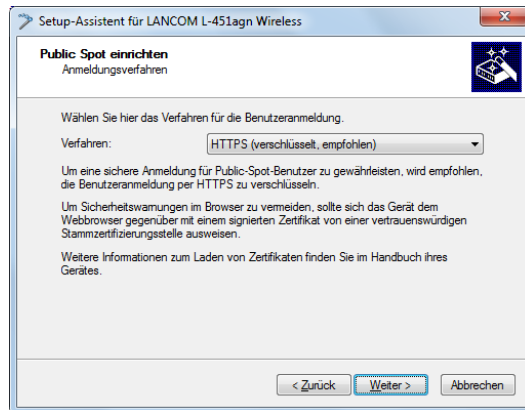 Setup-Assistent für LANCOM L-451agn Wireless
Public Spot einrichten
Anmeldungsverfahren
Wählen Sie hier das Verfahren für die Benutzeranmeldung.
Verfahren: HTTPS (verschlüsselt, empfohlen)
Um eine sichere Anmeldung für Public-Spot-Benutzer zu gewährleisten, wird empfohlen,
die Benutzeranmeldung per HTTPS zu verschlüsseln.
Um Sicherheitswarnungen im Browser zu vermeiden, sollte sich das Gerät dem
Webbrowser gegenüber mit einem signierten Zertifikat von einer vertrauenswürdigen
Stammzertifizierungsstelle ausweisen.
Weitere Informationen zum Laden von Zertifikaten finden Sie im Handbuch ihres
Gerätes.
< Zurück Weiter > Abbrechen